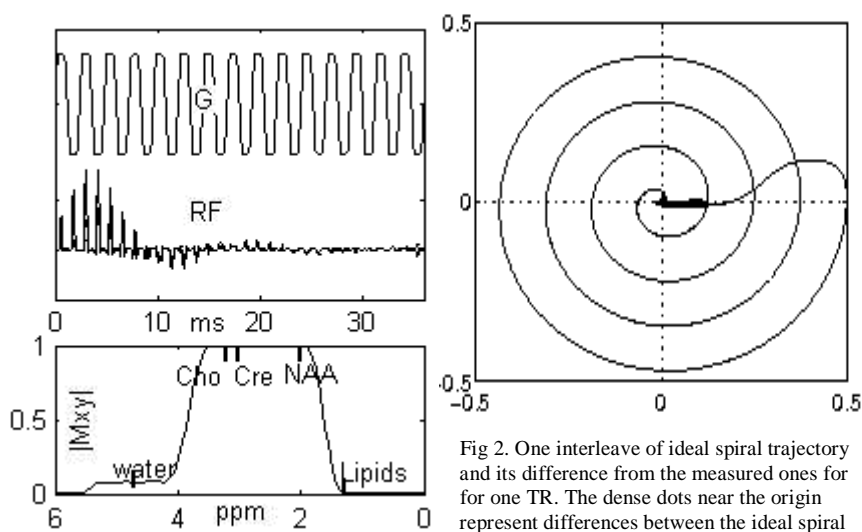 G
RF
0 10 20 30
ms
1
0.5
0
|Mxy|
Cho Cre NAA
water Lipids
6 4 2 0
ppm
0.5
0
-0.5
-0.5 0 0.5
Fig 2. One interleave of ideal spiral trajectory
and its difference from the measured ones for
for one TR. The dense dots near the origin
represent differences between the ideal spiral